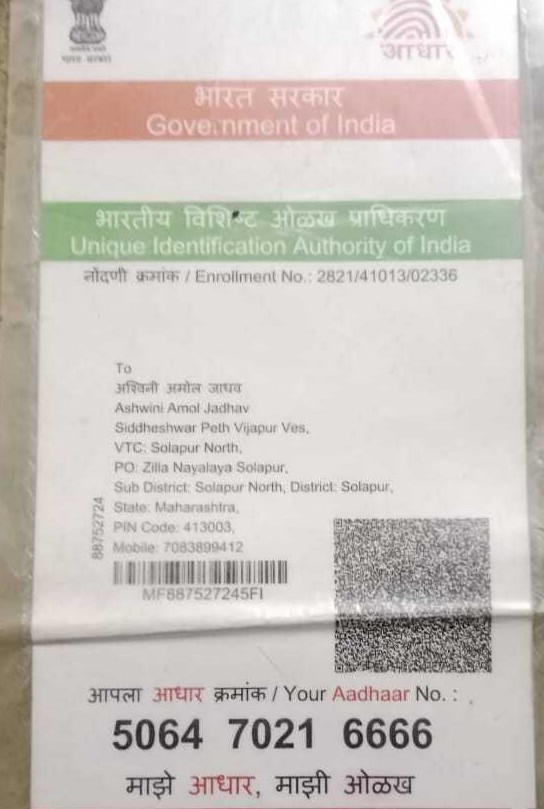 भारत सरकार
आधार
भारत सरकार
Government of India
भारतीय विशिष्ट ओळख प्राधिकरण
Unique Identification Authority of India
नोंदणी क्रमांक / Enrollment No.: 2821/41013/02336
To
अश्विनी अमोल जाधव
Ashwini Amol Jadhav
Siddheshwar Peth Vijapur Ves,
VTC: Solapur North,
PO: Zilla Nayalaya Solapur,
Sub District: Solapur North, District: Solapur,
State: Maharashtra,
PIN Code: 413003,
Mobile: 7083899412
88752724
MF887527245FI
आपला आधार क्रमांक / Your Aadhaar No. :
5064 7021 6666
माझे आधार, माझी ओळख